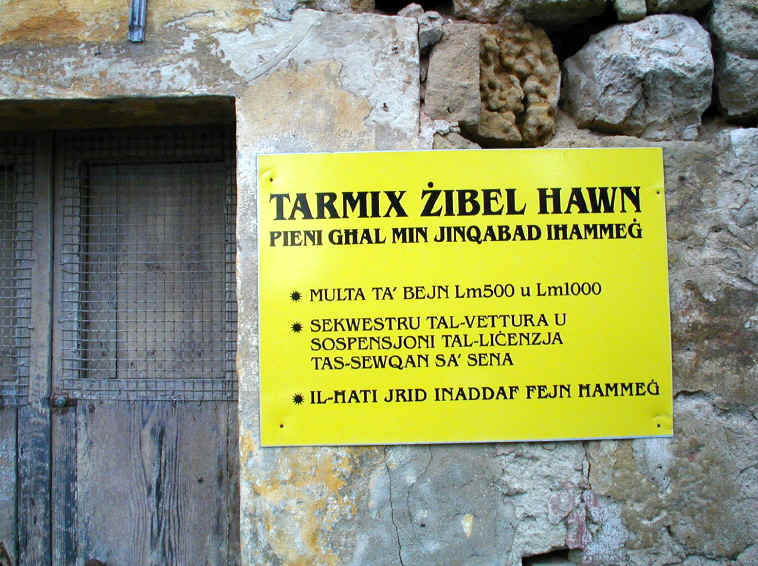 TARMIX ŻIBEL HAWN
PIENI GĦAL MIN JINQABAD IĦAMMEĠ
MULTA TA' BEJN Lm500 u Lm1000
SEKWESTRU TAL-VETTURA U
SOSPENSJONI TAL-LIĊENZJA
TAS-SEWQAN SA' SENA
IL-ĦATI JRID INADDAF FEJN ĦAMMEĠ